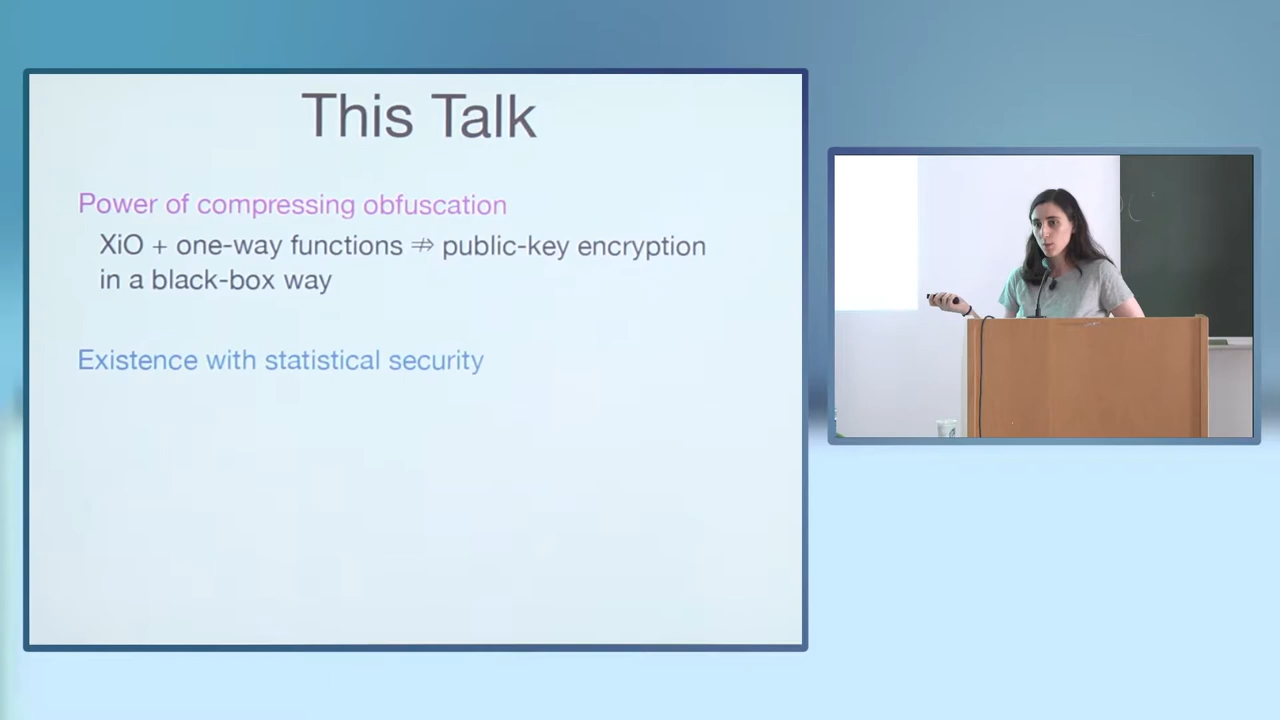 This Talk
Power of compressing obfuscation
XiO + one-way functions ⇏ public-key encryption
in a black-box way
Existence with statistical security